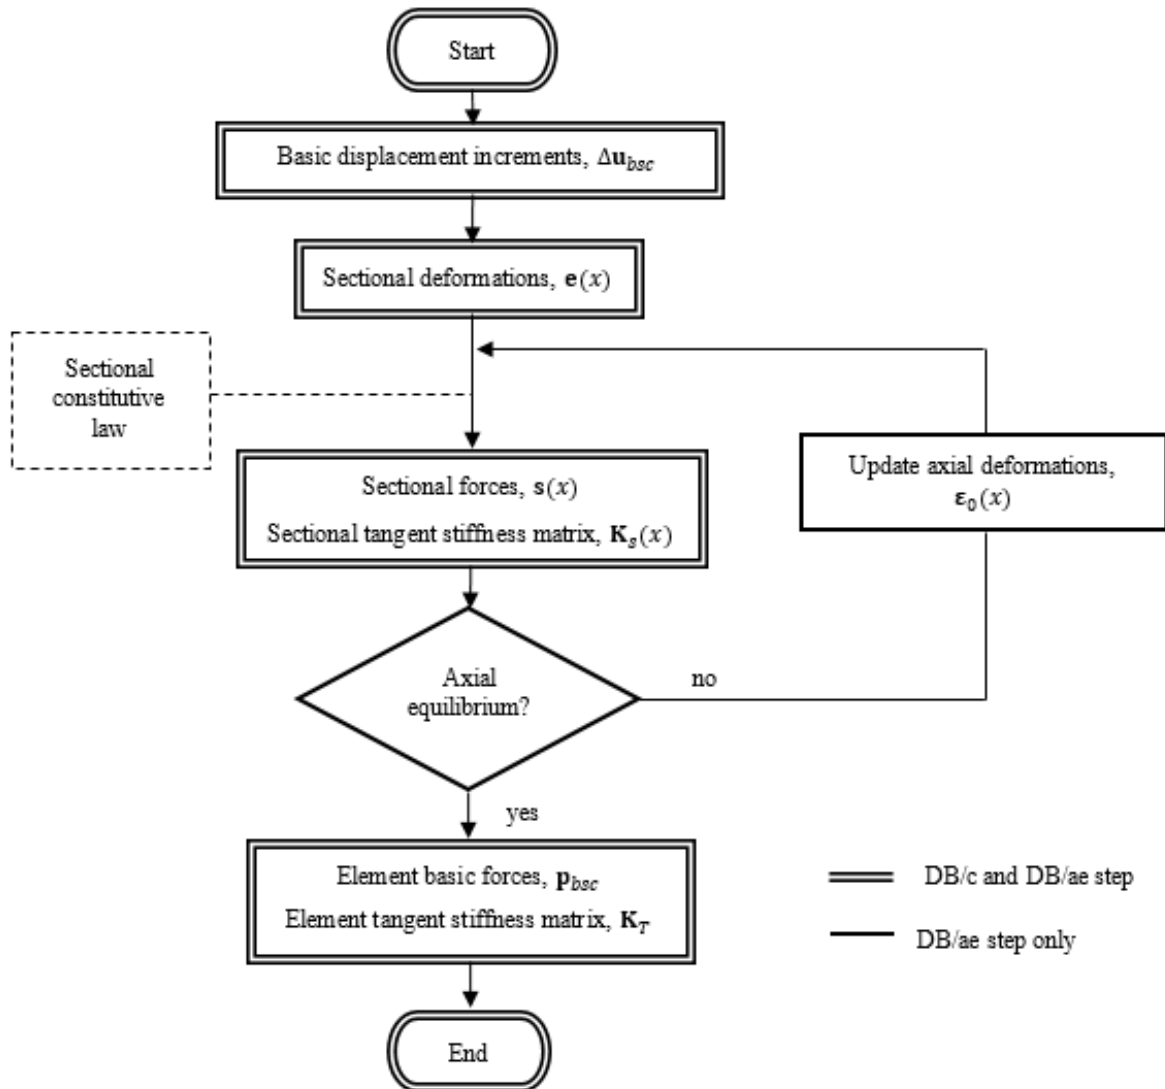 Start
Basic displacement increments, Δu_bsc
Sectional deformations, e(x)
Sectional
constitutive
law
Update axial deformations,
ε₀(x)
Sectional forces, s(x)
Sectional tangent stiffness matrix, K_s(x)
Axial
equilibrium?
no
yes
Element basic forces, p_bsc
Element tangent stiffness matrix, K_T
DB/c and DB/ae step
DB/ae step only
End